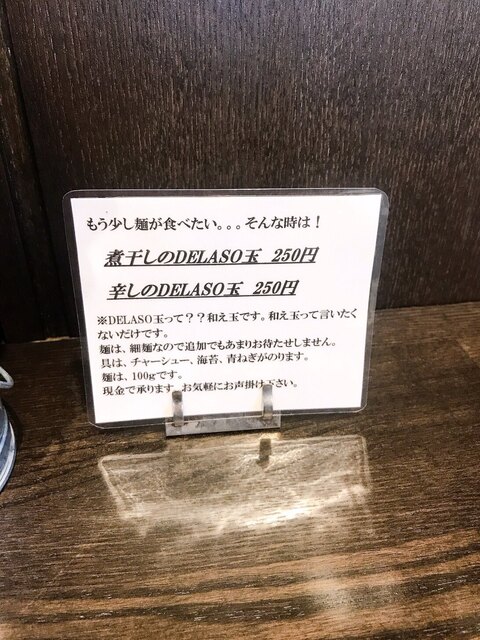 もう少し麺が食べたい。。。そんな時は！
煮干しのDELASO玉 250円
辛しのDELASO玉 250円
※DELASO玉って？？和え玉です。和え玉って言いたく
ないだけです。
麺は、細麺なので追加でもあまりお待たせしません。
具は、チャーシュー、海苔、青ねぎがのります。
麺は、100gです。
現金で承ります。お気軽にお声掛け下さい。